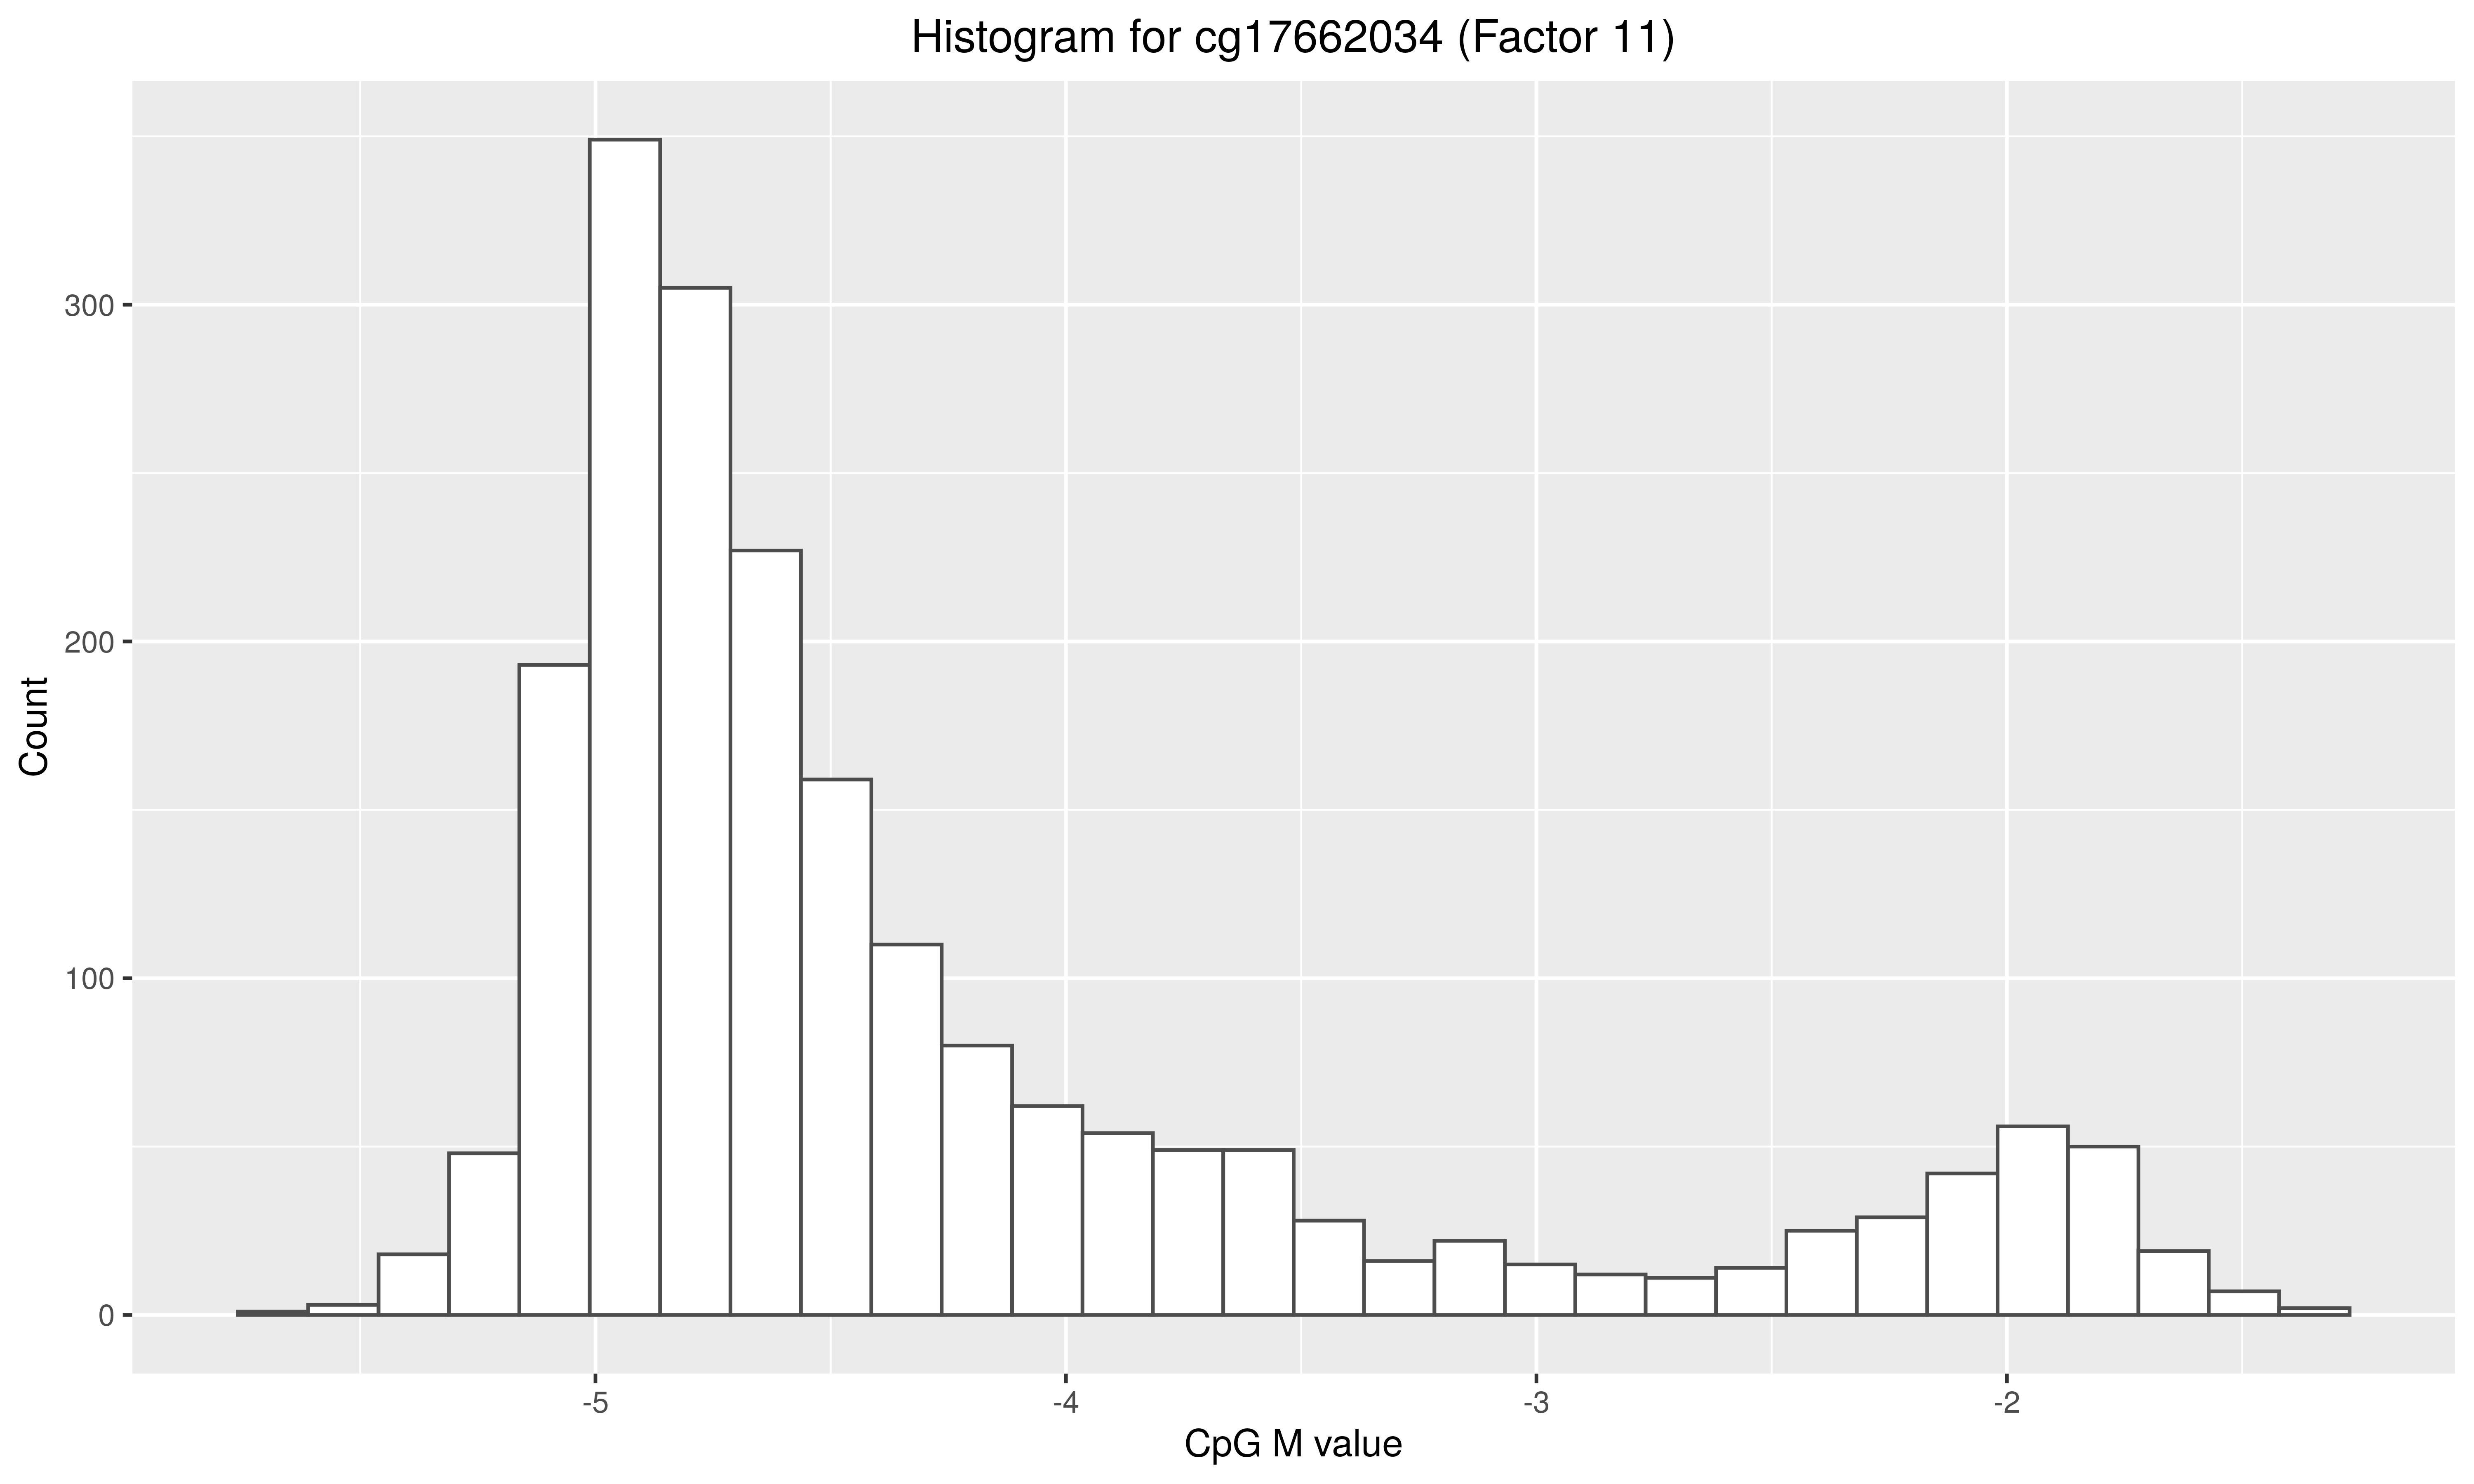 Histogram for cg17662034 (Factor 11)
300
200
100
0
Count
-5 -4 -3 -2
CpG M value